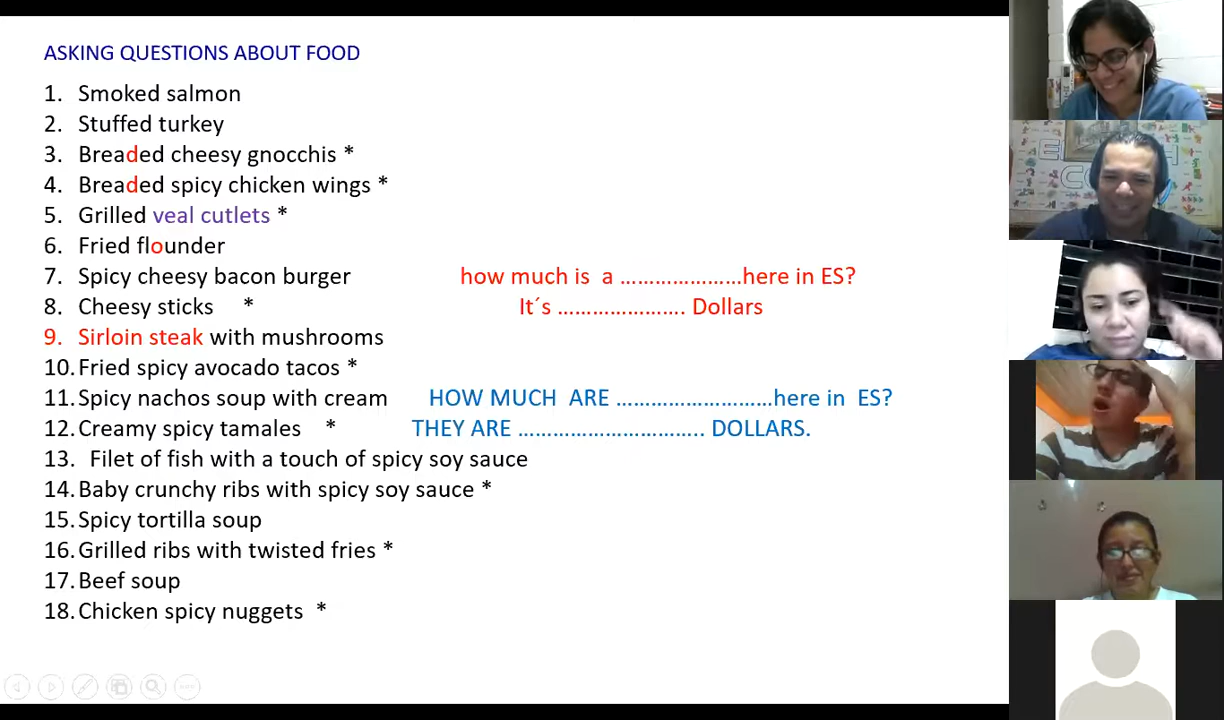 ASKING QUESTIONS ABOUT FOOD
1. Smoked salmon
2. Stuffed turkey
3. Breaded cheesy gnocchis *
4. Breaded spicy chicken wings *
5. Grilled veal cutlets *
6. Fried flounder
7. Spicy cheesy bacon burger how much is a ………………… here in ES?
8. Cheesy sticks * It´s …………………. Dollars
9. Sirloin steak with mushrooms
10. Fried spicy avocado tacos *
11. Spicy nachos soup with cream HOW MUCH ARE ……………………… here in ES?
12. Creamy spicy tamales * THEY ARE ………………………….. DOLLARS.
13. Filet of fish with a touch of spicy soy sauce
14. Baby crunchy ribs with spicy soy sauce *
15. Spicy tortilla soup
16. Grilled ribs with twisted fries *
17. Beef soup
18. Chicken spicy nuggets *